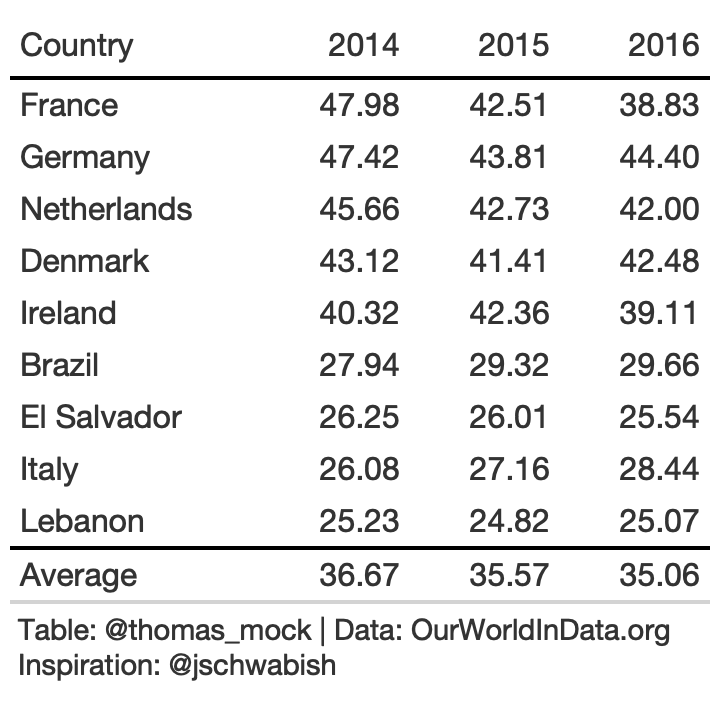 Country 2014 2015 2016
France 47.98 42.51 38.83
Germany 47.42 43.81 44.40
Netherlands 45.66 42.73 42.00
Denmark 43.12 41.41 42.48
Ireland 40.32 42.36 39.11
Brazil 27.94 29.32 29.66
El Salvador 26.25 26.01 25.54
Italy 26.08 27.16 28.44
Lebanon 25.23 24.82 25.07
Average 36.67 35.57 35.06
Table: @thomas_mock | Data: OurWorldInData.org
Inspiration: @jschwabish